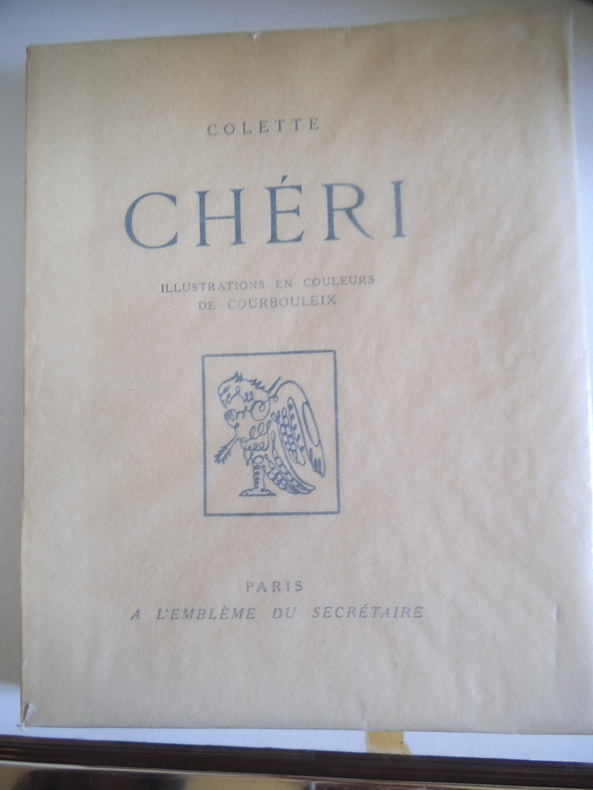 COLETTE
CHÉRI
ILLUSTRATIONS EN COULEURS
DE COURBOULEIX
PARIS
A L'EMBLÈME DU SECRÉTAIRE